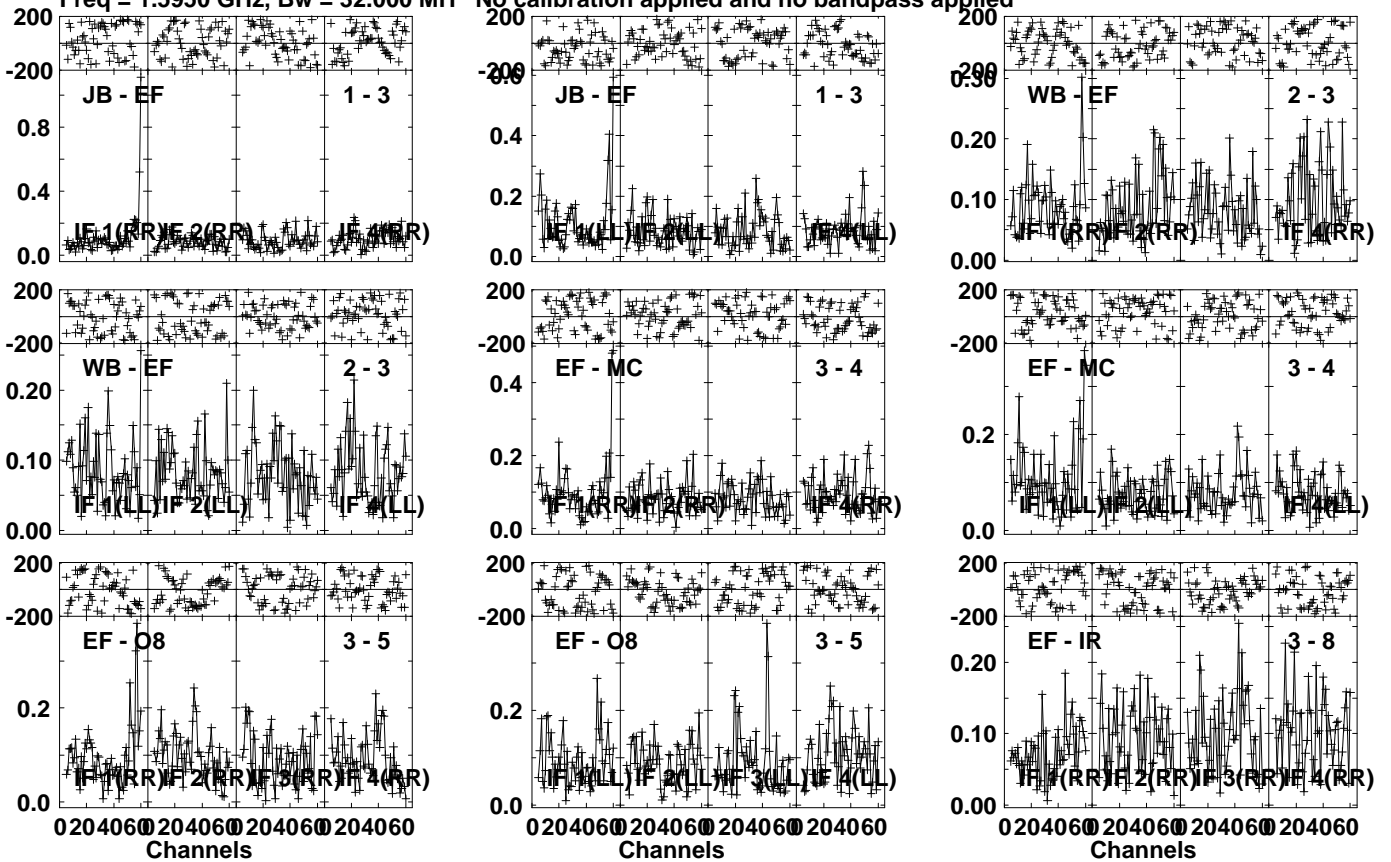 Freq = 1.5950 GHz, Bw = 32.000 MH No calibration applied and no bandpass applied
200
-200
JB - EF 1 - 3
0.8
0.4
0.0
IF 1(RR) IF 2(RR) IF 4(RR)
200
-200
0.6
JB - EF 1 - 3
0.4
0.2
0.0
IF 1(LL) IF 2(LL) IF 4(LL)
200
-200
0.30
WB - EF 2 - 3
0.20
0.10
0.00
IF 1(RR) IF 2(RR) IF 4(RR)
200
-200
WB - EF 2 - 3
0.20
0.10
0.00
IF 1(LL) IF 2(LL) IF 4(LL)
200
-200
EF - MC 3 - 4
0.4
0.2
0.0
IF 1(RR) IF 2(RR) IF 4(RR)
200
-200
EF - MC 3 - 4
0.2
0.0
IF 1(LL) IF 2(LL) IF 4(LL)
200
-200
EF - O8 3 - 5
0.2
0.0
IF 1(RR) IF 2(RR) IF 3(RR) IF 4(RR)
0 20 40 60 0 20 40 60 0 20 40 60 0 20 40 60
Channels
200
-200
EF - O8 3 - 5
0.2
0.0
IF 1(LL) IF 2(LL) IF 3(LL) IF 4(LL)
0 20 40 60 0 20 40 60 0 20 40 60 0 20 40 60
Channels
200
-200
EF - IR 3 - 8
0.20
0.10
0.00
IF 1(RR) IF 2(RR) IF 3(RR) IF 4(RR)
0 20 40 60 0 20 40 60 0 20 40 60 0 20 40 60
Channels